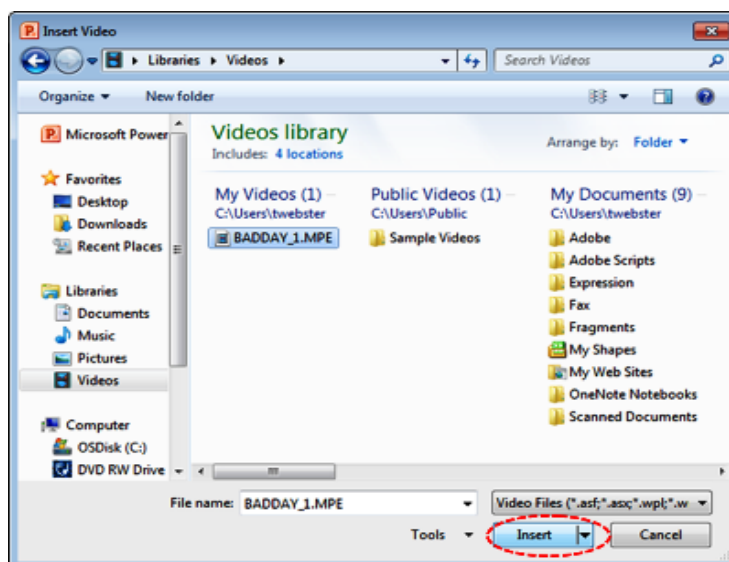 Insert Video
Libraries Videos
Search Videos
Organize New folder
Microsoft Power
Favorites
Desktop
Downloads
Recent Places
Libraries
Documents
Music
Pictures
Videos
Computer
OSDisk (C:)
DVD RW Drive
Videos library
Includes: 4 locations
Arrange by: Folder
My Videos (1)
C:\Users\twebster
BADDAY_1.MPE
Public Videos (1)
C:\Users\Public
Sample Videos
My Documents (9)
C:\Users\twebster
Adobe
Adobe Scripts
Expression
Fax
Fragments
My Shapes
My Web Sites
OneNote Notebooks
Scanned Documents
File name: BADDAY_1.MPE
Video Files (*.asf;*.asx;*.wpl;*.w
Tools Insert Cancel